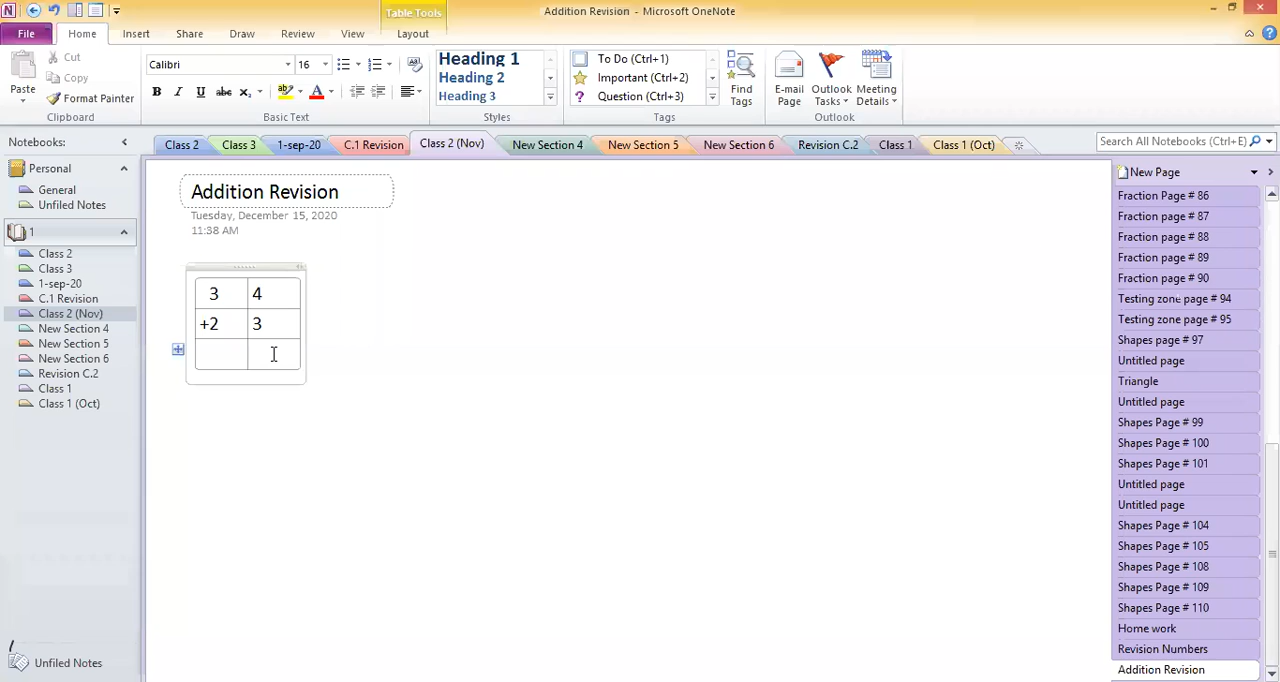 Table Tools
Addition Revision - Microsoft OneNote
File Home Insert Share Draw Review View Layout
Paste
Cut
Copy
Format Painter
Clipboard
Calibri 16
B I U abc X₂ A
Basic Text
Heading 1
Heading 2
Heading 3
Styles
To Do (Ctrl+1)
Important (Ctrl+2)
? Question (Ctrl+3)
Tags
Find Tags
E-mail Page
Outlook Tasks
Meeting Details
Outlook
Notebooks:
Class 2 Class 3 1-sep-20 C.1 Revision Class 2 (Nov) New Section 4 New Section 5 New Section 6 Revision C.2 Class 1 Class 1 (Oct)
Search All Notebooks (Ctrl+E)
Personal
General
Unfiled Notes
1
Class 2
Class 3
1-sep-20
C.1 Revision
Class 2 (Nov)
New Section 4
New Section 5
New Section 6
Revision C.2
Class 1
Class 1 (Oct)
Unfiled Notes
Addition Revision
Tuesday, December 15, 2020
11:38 AM
3 4
+2 3
New Page
Fraction Page # 86
Fraction page # 87
Fraction page # 88
Fraction page # 89
Fraction page # 90
Testing zone page # 94
Testing zone page # 95
Shapes page # 97
Untitled page
Triangle
Untitled page
Shapes Page # 99
Shapes Page # 100
Shapes Page # 101
Untitled page
Untitled page
Shapes Page # 104
Shapes Page # 105
Shapes Page # 108
Shapes Page # 109
Shapes Page # 110
Home work
Revision Numbers
Addition Revision